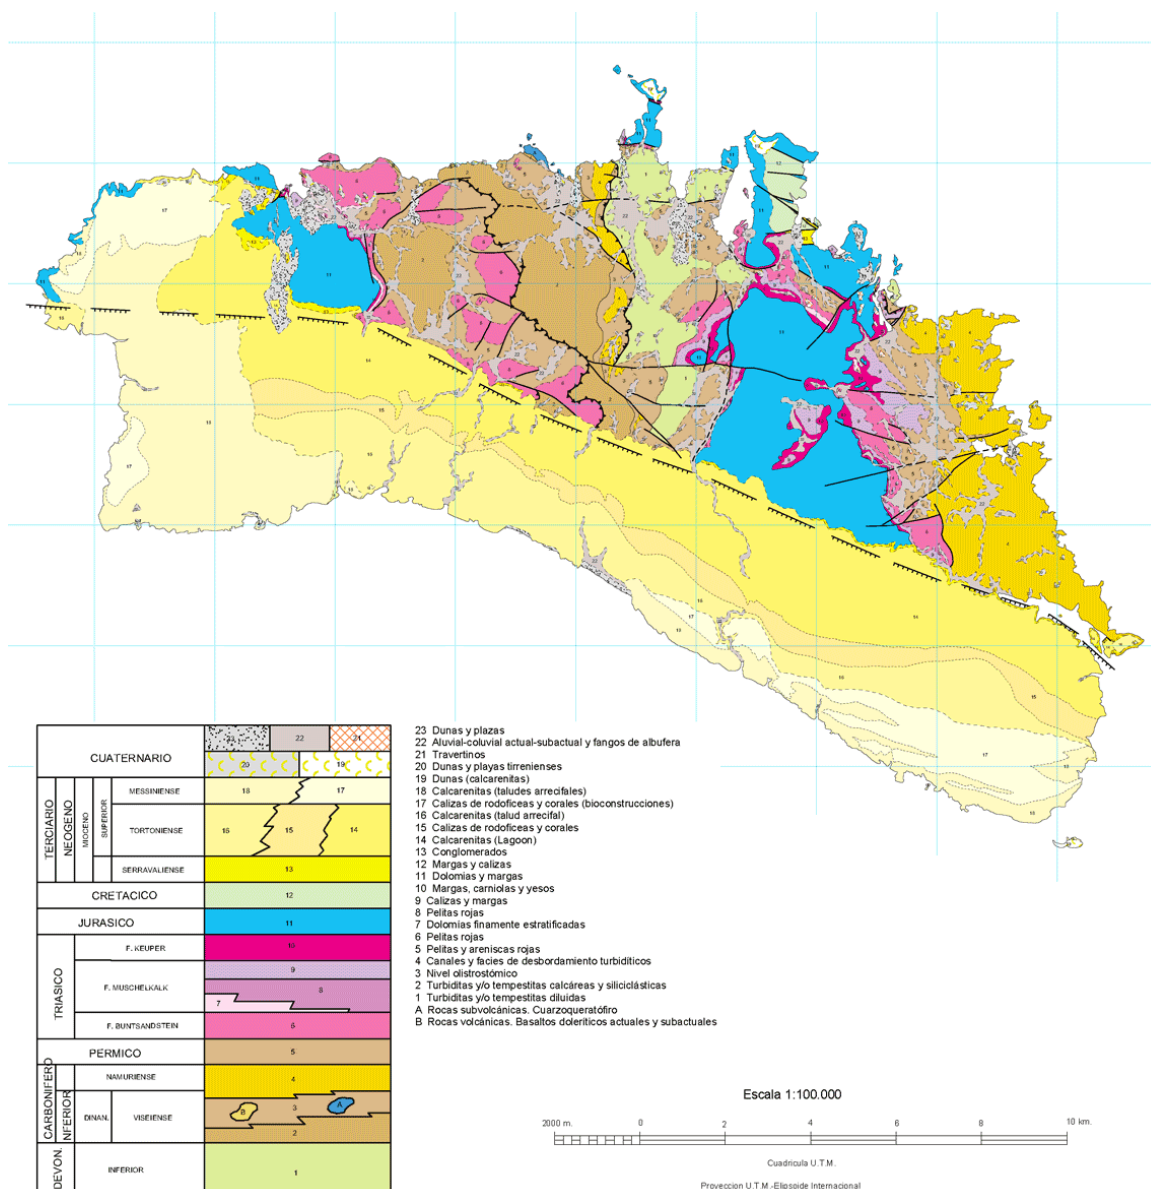 CUATERNARIO
23
22
21
20
19
TERCIARIO
NEOGENO
MIOCENO
SUPERIOR
MESSINIENSE
18
17
TORTONIENSE
15
15
14
SERRAVALIENSE
13
CRETACICO
12
JURASICO
11
TRIASICO
F. KEUPER
10
F. MUSCHELKALK
9
8
7
F. BUNTSANDSTEIN
6
PERMICO
5
CARBONIFERO
NFERIOR
NAMURIENSE
4
DINAN.
VISEIENSE
B
3
A
2
DEVON.
INFERIOR
1
23 Dunas y plazas
22 Aluvial-coluvial actual-subactual y fangos de albufera
21 Travertinos
20 Dunas y playas tirrenienses
19 Dunas (calcarenitas)
18 Calcarenitas (taludes arrecifales)
17 Calizas de rodofíceas y corales (bioconstrucciones)
16 Calcarenitas (talud arrecifal)
15 Calizas de rodoficeas y corales
14 Calcarenitas (Lagoon)
13 Conglomerados
12 Margas y calizas
11 Dolomias y margas
10 Margas, carniolas y yesos
9 Calizas y margas
8 Pelitas rojas
7 Dolomías finamente estratificadas
6 Pelitas rojas
5 Pelitas y areniscas rojas
4 Canales y facies de desbordamiento turbidíticos
3 Nivel olistrostómico
2 Turbiditas y/o tempestitas calcáreas y siliciclásticas
1 Turbiditas y/o tempestitas diluidas
A Rocas subvolcánicas. Cuarzoqueratófiro
B Rocas volcánicas. Basaltos doleríticos actuales y subactuales
Escala 1:100.000
2000 m. 0 2 4 6 8 10 km.
Cuadricula U.T.M.
Proyeccion U.T.M.-Elipsoide Internacional